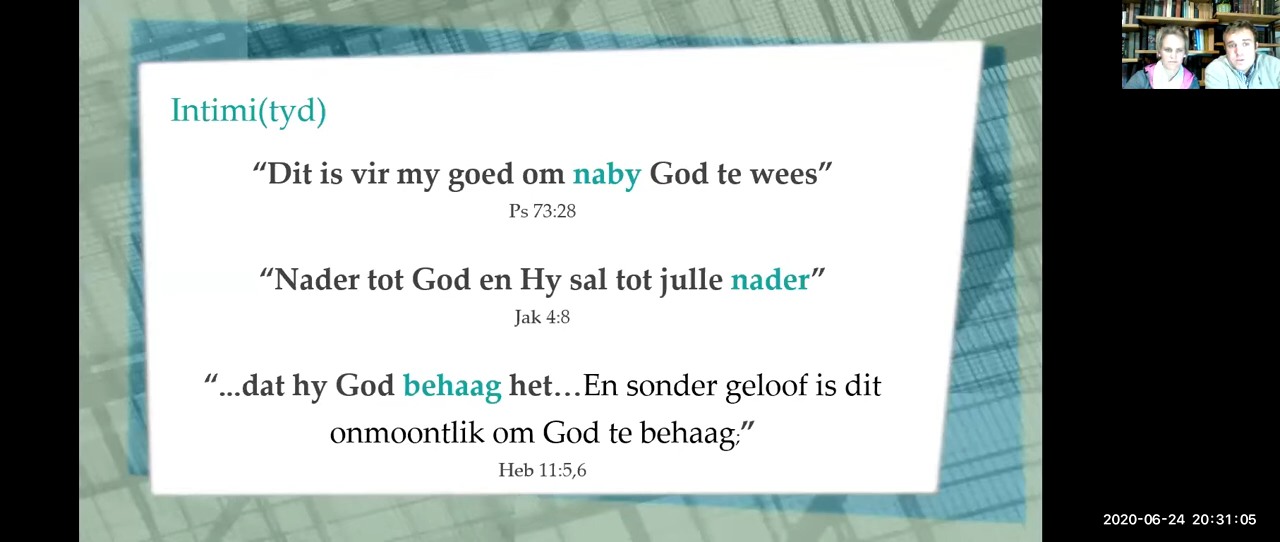 Intimi(tyd)
“Dit is vir my goed om naby God te wees”
Ps 73:28
“Nader tot God en Hy sal tot julle nader”
Jak 4:8
“...dat hy God behaag het…En sonder geloof is dit
onmoontlik om God te behaag;”
Heb 11:5,6
2020-06-24 20:31:05